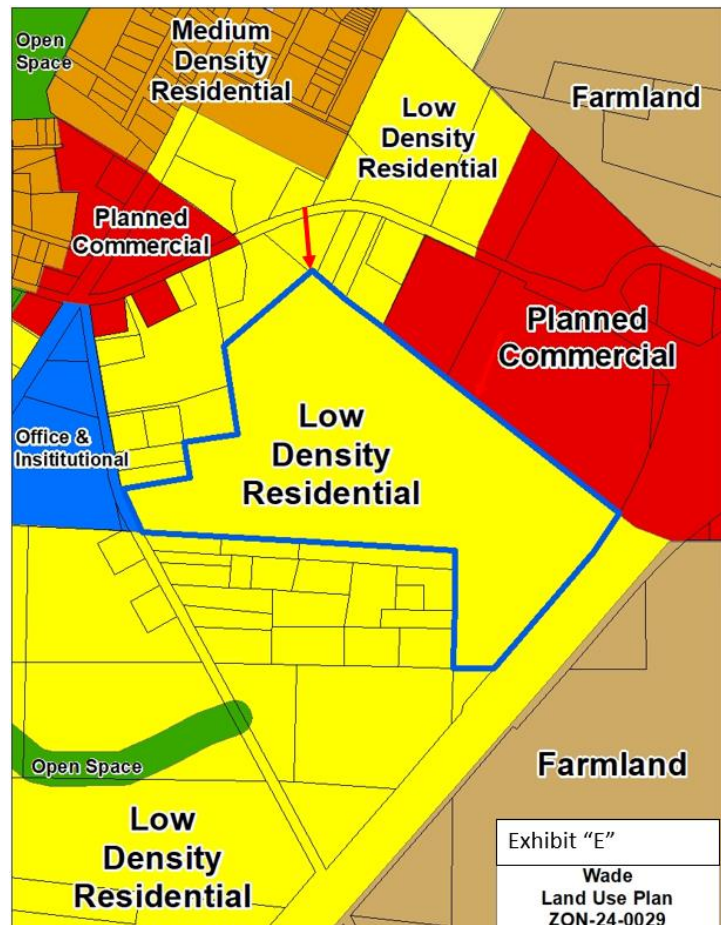 Open
Space
Medium
Density
Residential
Low
Density
Residential
Farmland
Planned
Commercial
Planned
Commercial
Office &
Insititutional
Low
Density
Residential
Open Space
Farmland
Low
Density
Residential
Exhibit “E”
Wade
Land Use Plan
ZON-24-0029